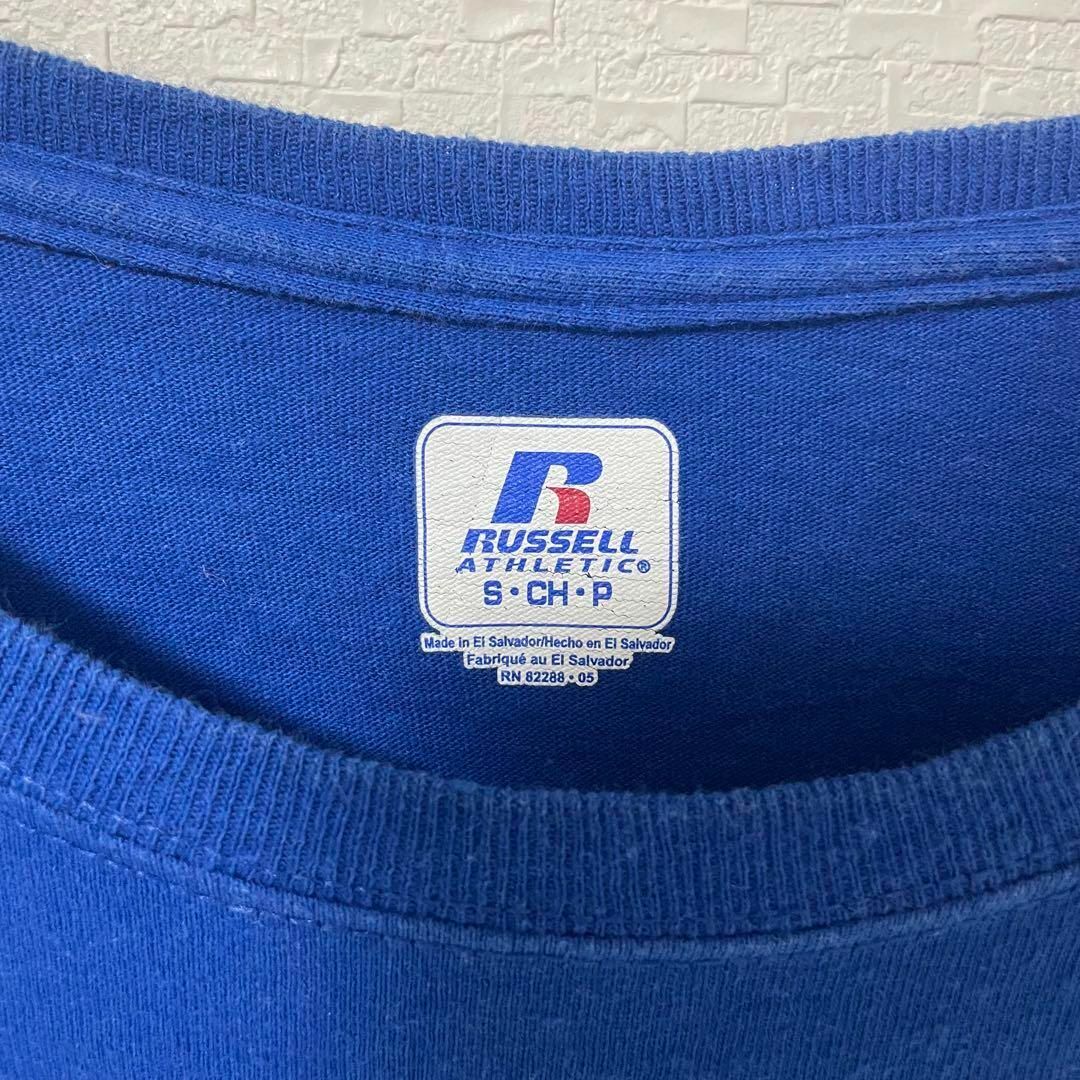 R
RUSSELL
ATHLETIC®
S•CH•P
Made in El Salvador/Hecho en El Salvador
Fabriqué au El Salvador
RN 82288•05